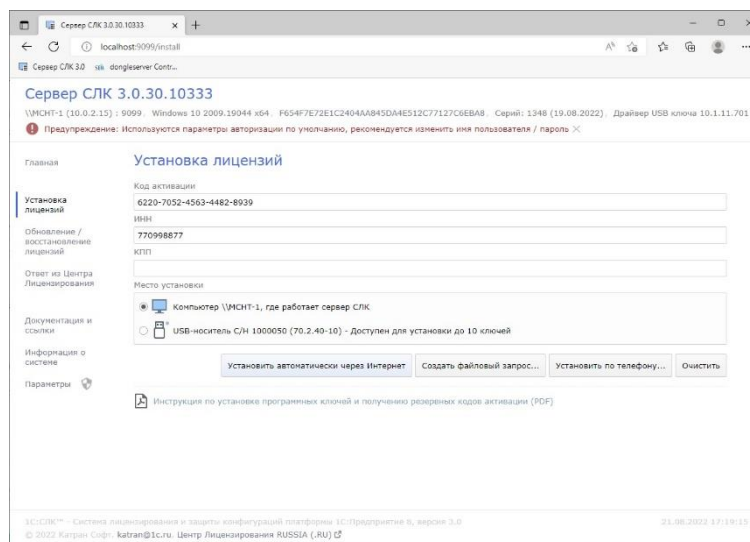 Сервер СЛК 3.0.30.10333
localhost:9099/install
Сервер СЛК 3.0
dongleserver Contr...
Сервер СЛК 3.0.30.10333
\\MCHT-1 (10.0.2.15) : 9099, Windows 10 2009.19044 x64, F654F7E72E1C2404AA845DA4E512C77127C6EBA8, Серий: 1348 (19.08.2022), Драйвер USB ключа 10.1.11.701
Предупреждение: Используются параметры авторизации по умолчанию, рекомендуется изменить имя пользователя / пароль
Главная
Установка лицензий
Обновление / восстановление лицензий
Ответ из Центра Лицензирования
Документация и ссылки
Информация о системе
Параметры
Установка лицензий
Код активации
6220-7052-4563-4482-8939
ИНН
770998877
КПП
Место установки
Компьютер \\MCHT-1, где работает сервер СЛК
USB-носитель С/Н 1000050 (70.2.40-10) - Доступен для установки до 10 ключей
Установить автоматически через Интернет
Создать файловый запрос...
Установить по телефону...
Очистить
Инструкция по установке программных ключей и получению резервных кодов активации (PDF)
1С:СЛК™ - Система лицензирования и защиты конфигураций платформы 1С:Предприятие 8, версия 3.0
21.08.2022 17:19:15
© 2022 Катран Софт, katran@1c.ru, Центр Лицензирования RUSSIA (.RU)